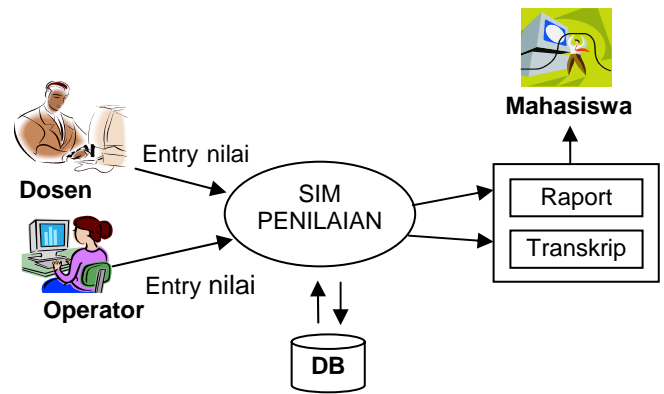 Mahasiswa
Entry nilai
Dosen
SIM
PENILAIAN
Raport
Transkrip
Entry nilai
Operator
DB